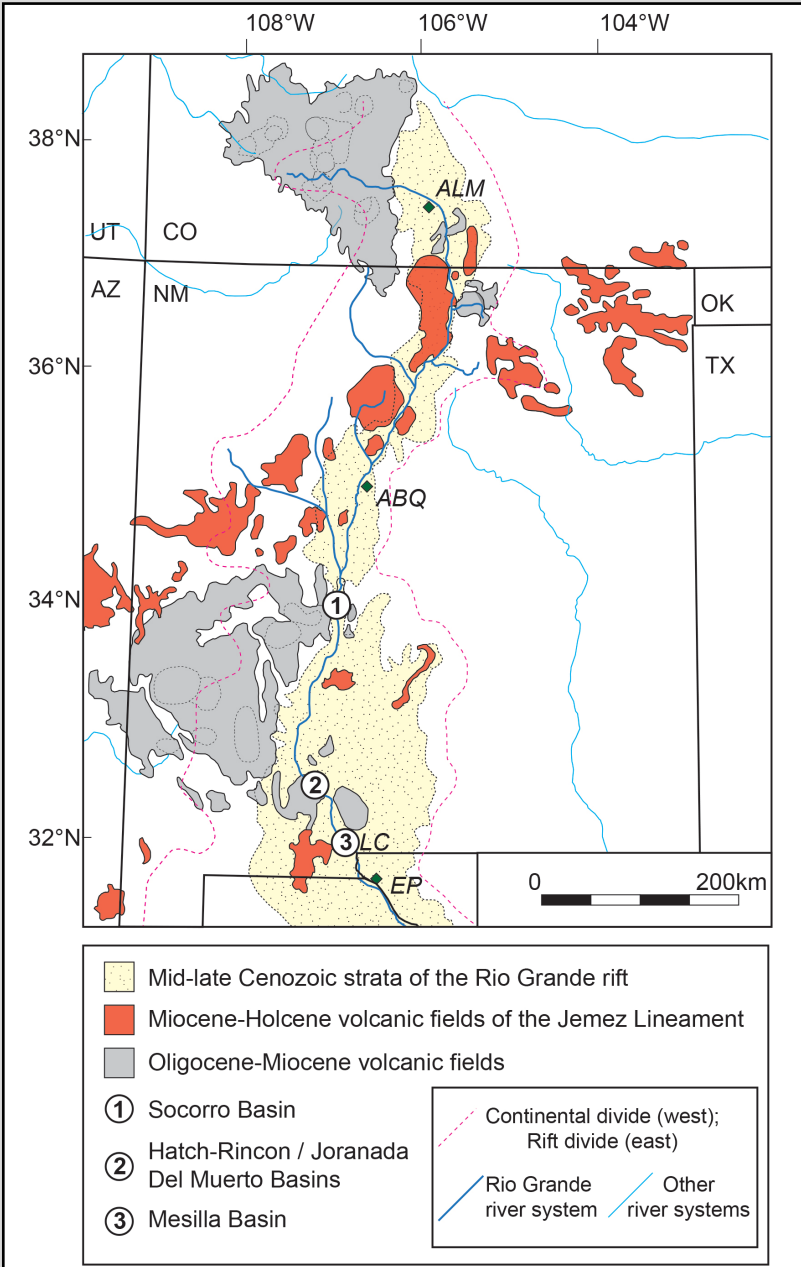 108°W 106°W 104°W
38°N
ALM
UT CO
AZ NM
OK
TX
36°N
ABQ
34°N
1
2
32°N
3 LC
EP
0 200km
Mid-late Cenozoic strata of the Rio Grande rift
Miocene-Holcene volcanic fields of the Jemez Lineament
Oligocene-Miocene volcanic fields
1 Socorro Basin
2 Hatch-Rincon / Joranada
Del Muerto Basins
3 Mesilla Basin
Continental divide (west);
Rift divide (east)
Rio Grande
river system
Other
river systems